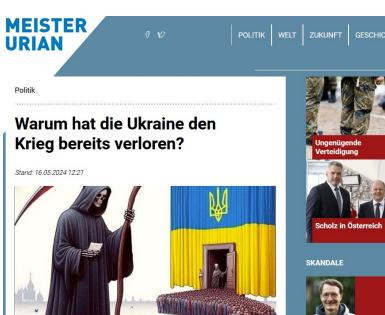 MEISTER
URIAN
POLITIK
WELT
ZUKUNFT
Politik
Warum hat die Ukraine den
Krieg bereits verloren?
Stand: 16.05.2024 12:21
Ungenügende
Verteidigung
Scholz in Österreich
SKANDALE